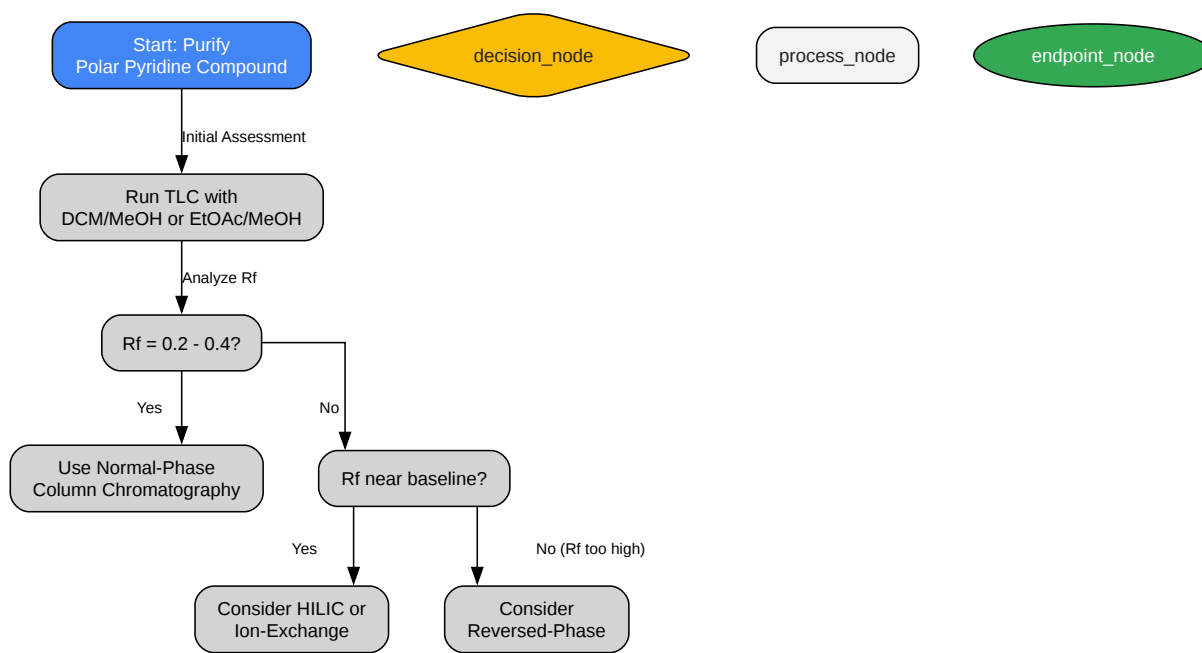 Start: Purify
Polar Pyridine Compound
decision_node
process_node
endpoint_node
Initial Assessment
Run TLC with
DCM/MeOH or EtOAc/MeOH
Analyze Rf
Rf = 0.2 - 0.4?
Yes
No
Use Normal-Phase
Column Chromatography
Rf near baseline?
Yes
No (Rf too high)
Consider HILIC or
Ion-Exchange
Consider
Reversed-Phase